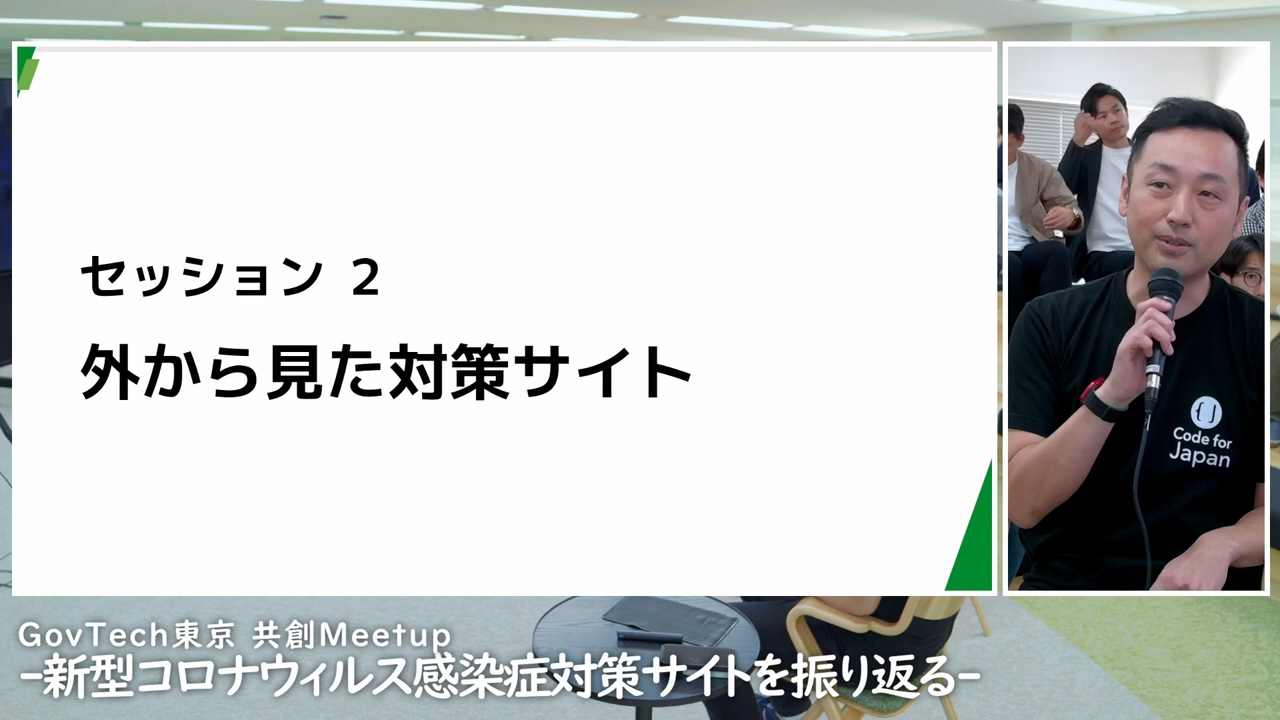 セッション 2
外から見た対策サイト
{ }
Code for
Japan
GovTech東京 共創Meetup
-新型コロナウィルス感染症対策サイトを振り返る-